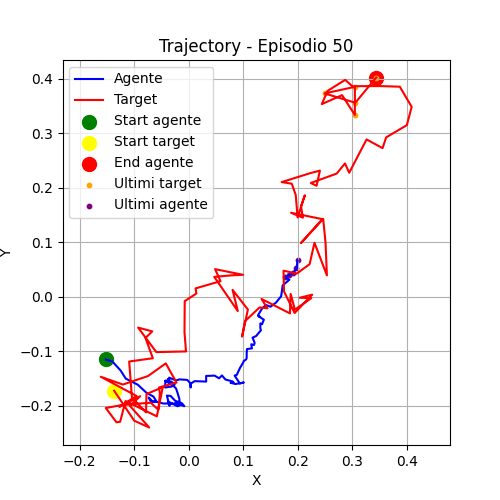 Trajectory - Episodio 50
Agente
Target
Start agente
Start target
End agente
Ultimi target
Ultimi agente
0.4
0.3
0.2
0.1
0.0
−0.1
−0.2
Y
−0.2 −0.1 0.0 0.1 0.2 0.3 0.4
X